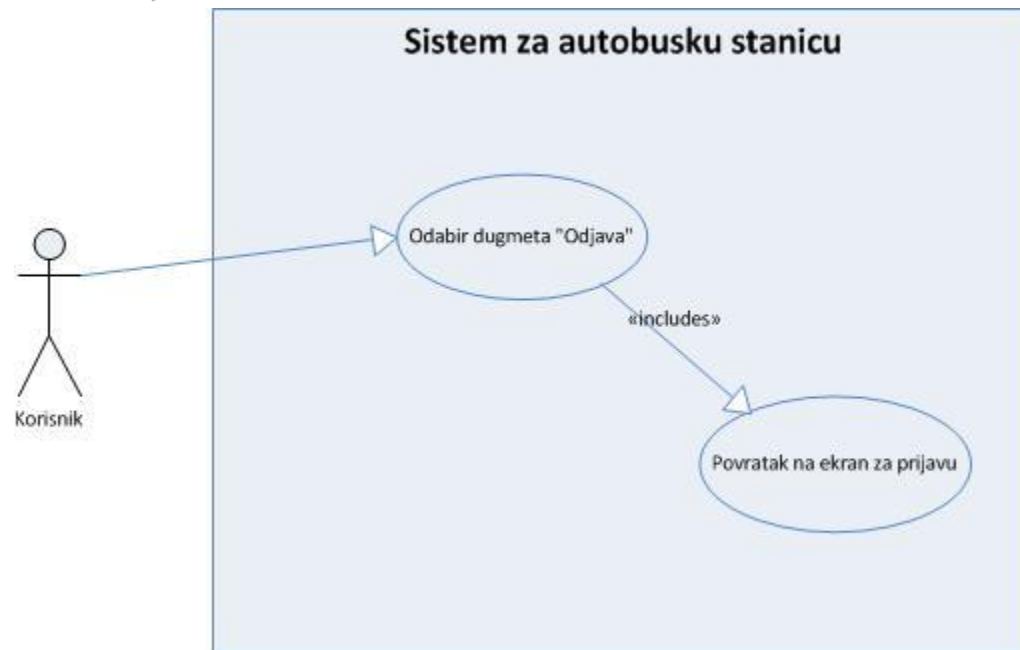 Sistem za autobusku stanicu
Odabir dugmeta "Odjava"
«includes»
Korisnik
Povratak na ekran za prijavu